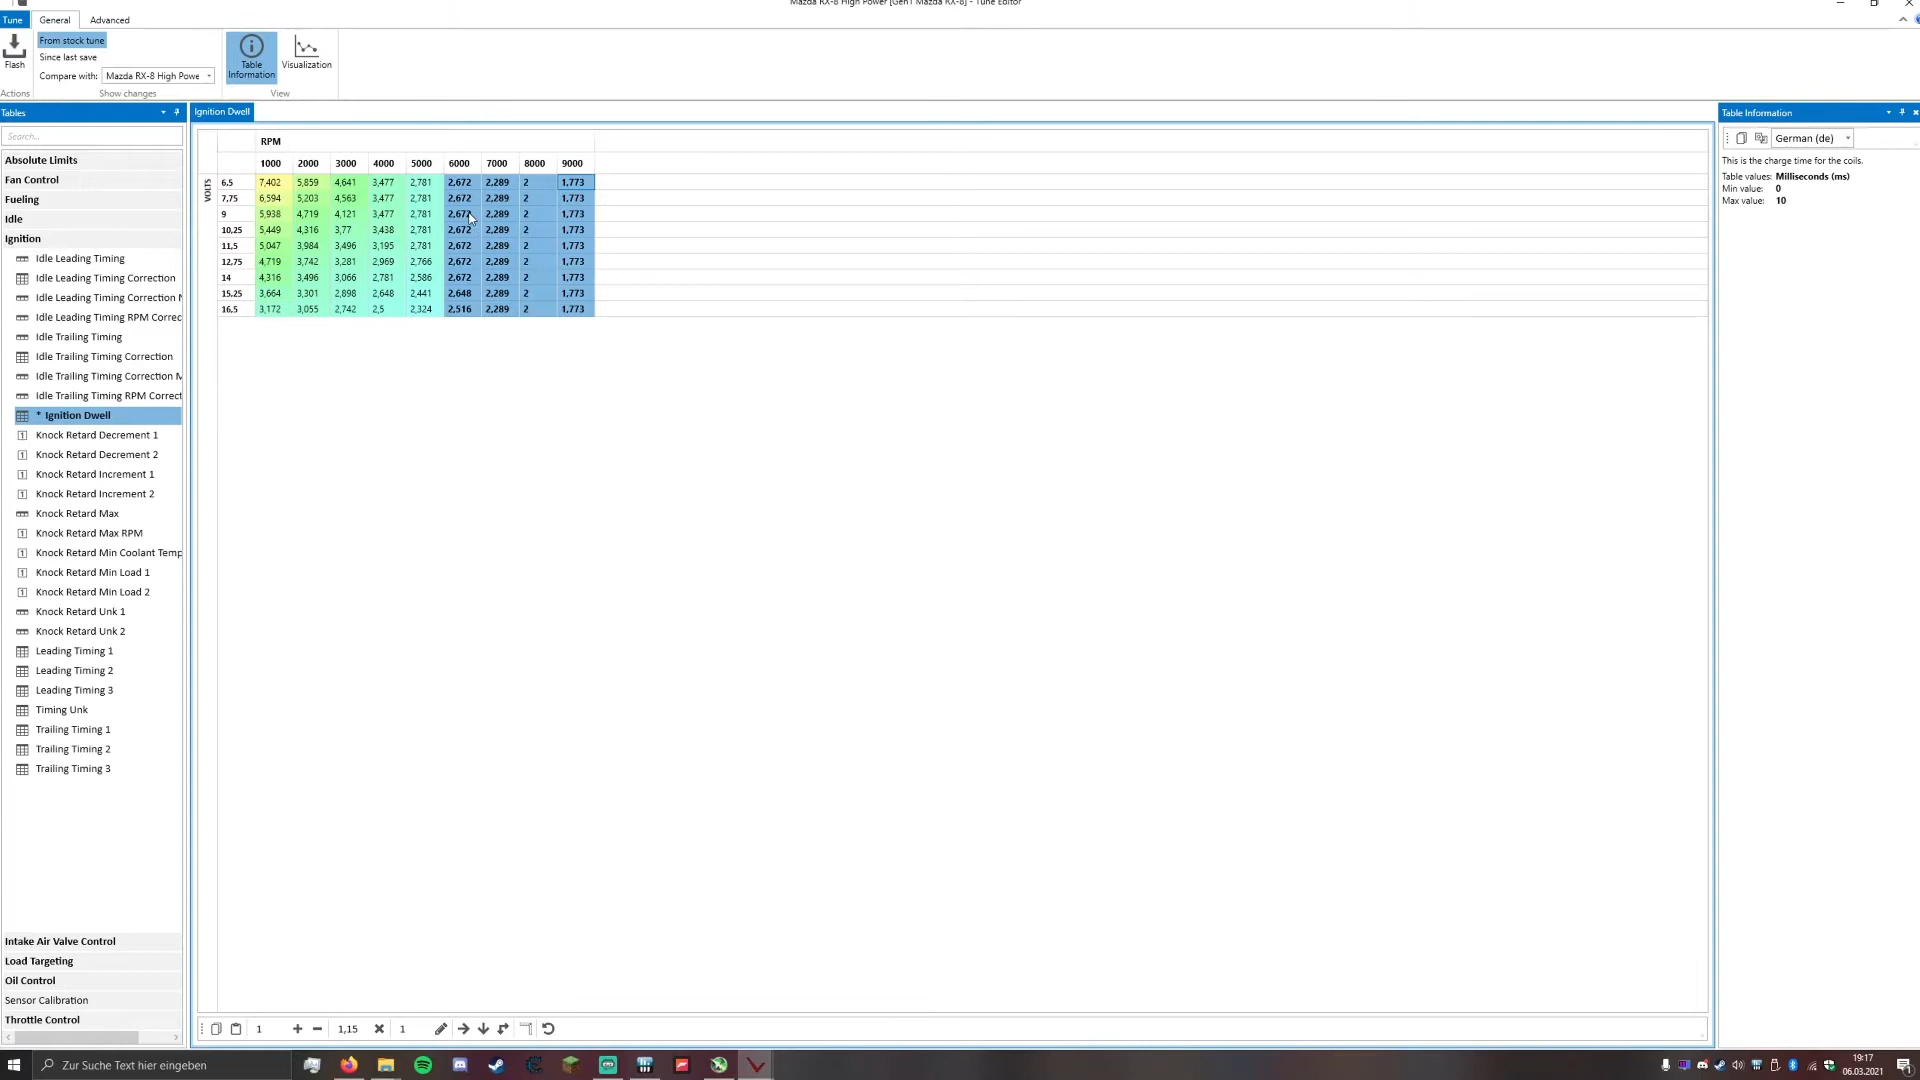 Mazda RX-8 High Power [Gen1 Mazda RX-8] - Tune Editor
Tune General Advanced
Flash
From stock tune
Since last save
Compare with: Mazda RX-8 High Powe
Table Information
Visualization
Actions Show changes View
Tables
Search...
Absolute Limits
Fan Control
Fueling
Idle
Ignition
Idle Leading Timing
Idle Leading Timing Correction
Idle Leading Timing Correction M
Idle Leading Timing RPM Correc
Idle Trailing Timing
Idle Trailing Timing Correction
Idle Trailing Timing Correction M
Idle Trailing Timing RPM Correct
* Ignition Dwell
Knock Retard Decrement 1
Knock Retard Decrement 2
Knock Retard Increment 1
Knock Retard Increment 2
Knock Retard Max
Knock Retard Max RPM
Knock Retard Min Coolant Temp
Knock Retard Min Load 1
Knock Retard Min Load 2
Knock Retard Unk 1
Knock Retard Unk 2
Leading Timing 1
Leading Timing 2
Leading Timing 3
Timing Unk
Trailing Timing 1
Trailing Timing 2
Trailing Timing 3
Intake Air Valve Control
Load Targeting
Oil Control
Sensor Calibration
Throttle Control
Ignition Dwell
RPM
1000 2000 3000 4000 5000 6000 7000 8000 9000
VOLTS
6,5 7,402 5,859 4,641 3,477 2,781 2,672 2,289 2 1,773
7,75 6,594 5,203 4,563 3,477 2,781 2,672 2,289 2 1,773
9 5,938 4,719 4,121 3,477 2,781 2,672 2,289 2 1,773
10,25 5,449 4,316 3,77 3,438 2,781 2,672 2,289 2 1,773
11,5 5,047 3,984 3,496 3,195 2,781 2,672 2,289 2 1,773
12,75 4,719 3,742 3,281 2,969 2,766 2,672 2,289 2 1,773
14 4,316 3,496 3,066 2,781 2,586 2,672 2,289 2 1,773
15,25 3,664 3,301 2,898 2,648 2,441 2,648 2,289 2 1,773
16,5 3,172 3,055 2,742 2,5 2,324 2,516 2,289 2 1,773
1 1,15 1
Table Information
German (de)
This is the charge time for the coils.
Table values: Milliseconds (ms)
Min value: 0
Max value: 10
Zur Suche Text hier eingeben
19:17
06.03.2021